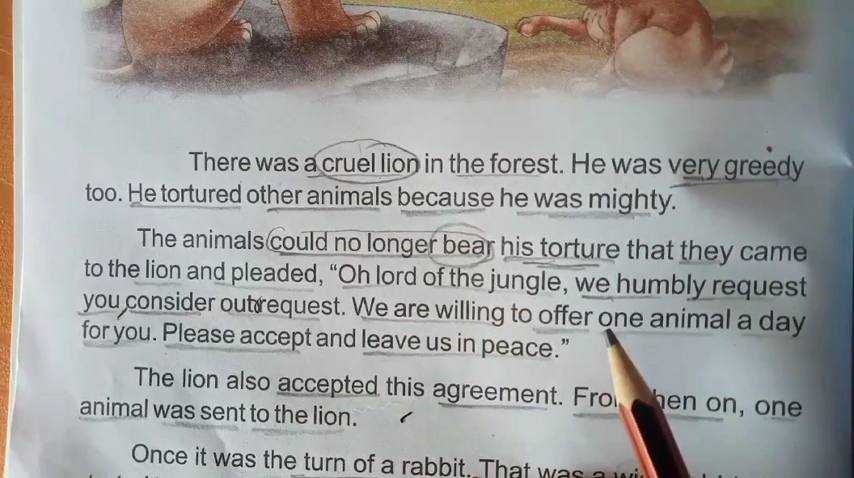 There was a cruel lion in the forest. He was very greedy
too. He tortured other animals because he was mighty.
The animals could no longer bear his torture that they came
to the lion and pleaded, “Oh lord of the jungle, we humbly request
you consider out request. We are willing to offer one animal a day
for you. Please accept and leave us in peace.”
The lion also accepted this agreement. From then on, one
animal was sent to the lion.
Once it was the turn of a rabbit. That was a